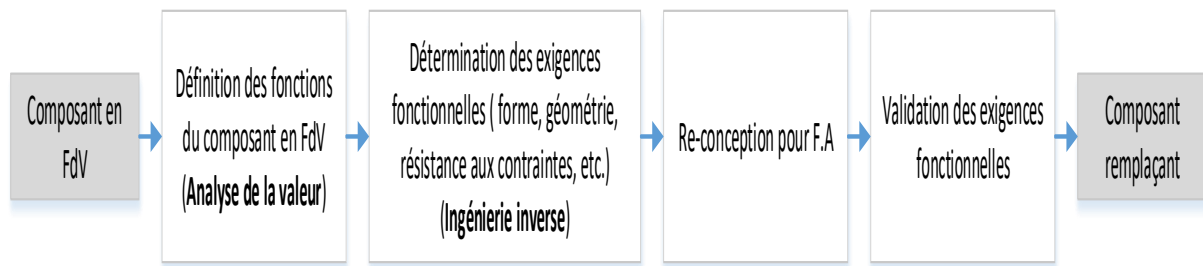 Composant en
FdV
Définition des fonctions
du composant en FdV
(Analyse de la valeur)
Détermination des exigences
fonctionnelles ( forme, géométrie,
résistance aux contraintes, etc.)
(Ingénierie inverse)
Re-conception pour F.A
Validation des exigences
fonctionnelles
Composant
remplaçant